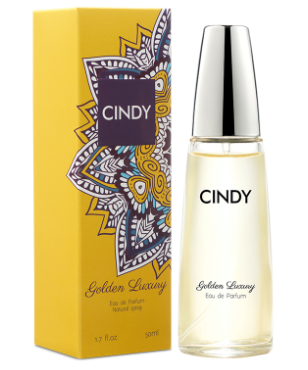 CINDY
Golden Luxury
Eau de Parfum
Natural spray
1.7 fl.oz. 50ml
CINDY
Golden Luxury
Eau de Parfum